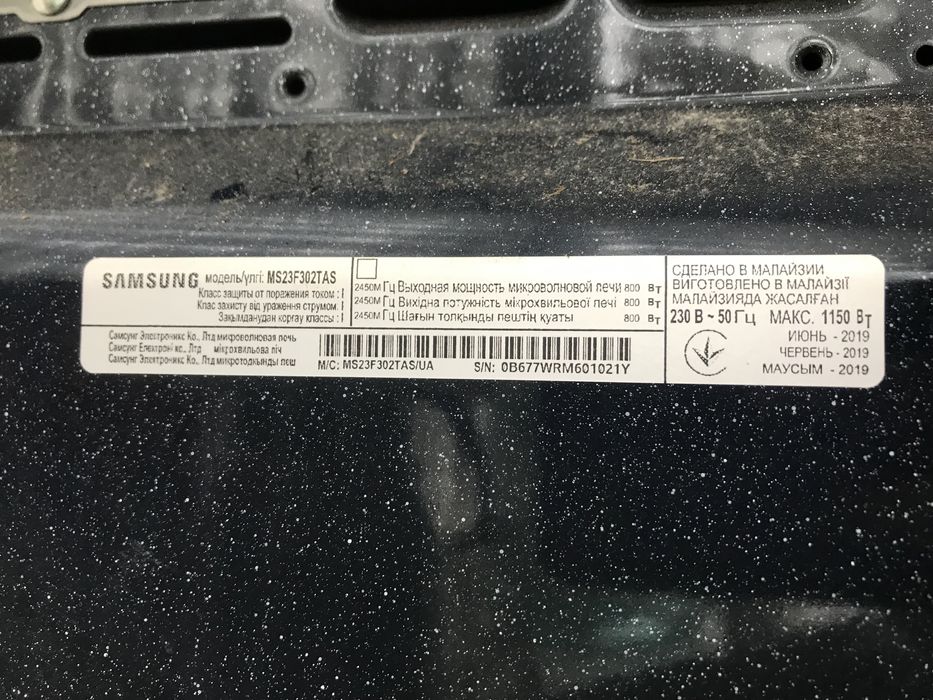 SAMSUNG модель/үлгі: MS23F302TAS
Класс защиты от поражения током : I
Клас захисту від ураження струмом. I
Зақымданудан қорғау классы : I
Самсунг Электроникс Ко., Лтд микроволновая печь
Самсунг Електронікс Ко., Лтд мікрохвильова піч
Самсунг Электроникс Ко., Лтд микротолқынды пеш
2450М Гц Выходная мощность микрооволновой печи 800 Вт
2450М Гц Вихідна потужність мікрохвильової печі 800 Вт
2450М Гц Шағын толқынды пештің қуаты 800 Вт
M/C: MS23F302TAS/UA S/N: 0B677WRM601021Y
СДЕЛАНО В МАЛАЙЗИИ
ВИГОТОВЛЕНО В МАЛАЙЗІЇ
МАЛАЙЗИЯДА ЖАСАЛҒАН
230 В ~ 50 Гц МАКС. 1150 Вт
ИЮНЬ - 2019
ЧЕРВЕНЬ - 2019
МАУСЫМ - 2019